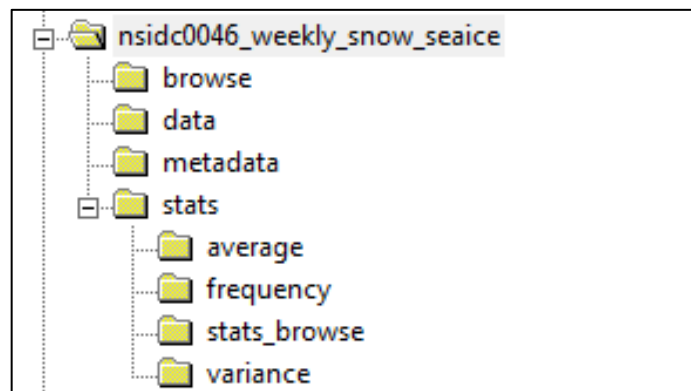 nsidc0046_weekly_snow_seaice
browse
data
metadata
stats
average
frequency
stats_browse
variance